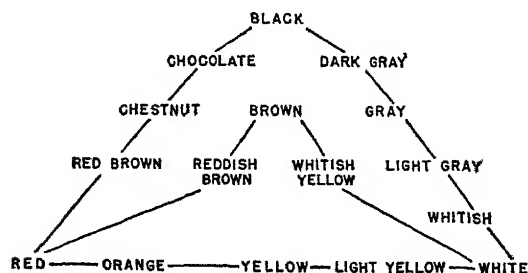 BLACK
CHOCOLATE DARK GRAY
CHESTNUT BROWN GRAY
RED BROWN REDDISH BROWN WHITISH YELLOW LIGHT GRAY
WHITISH
RED ORANGE YELLOW LIGHT YELLOW WHITE